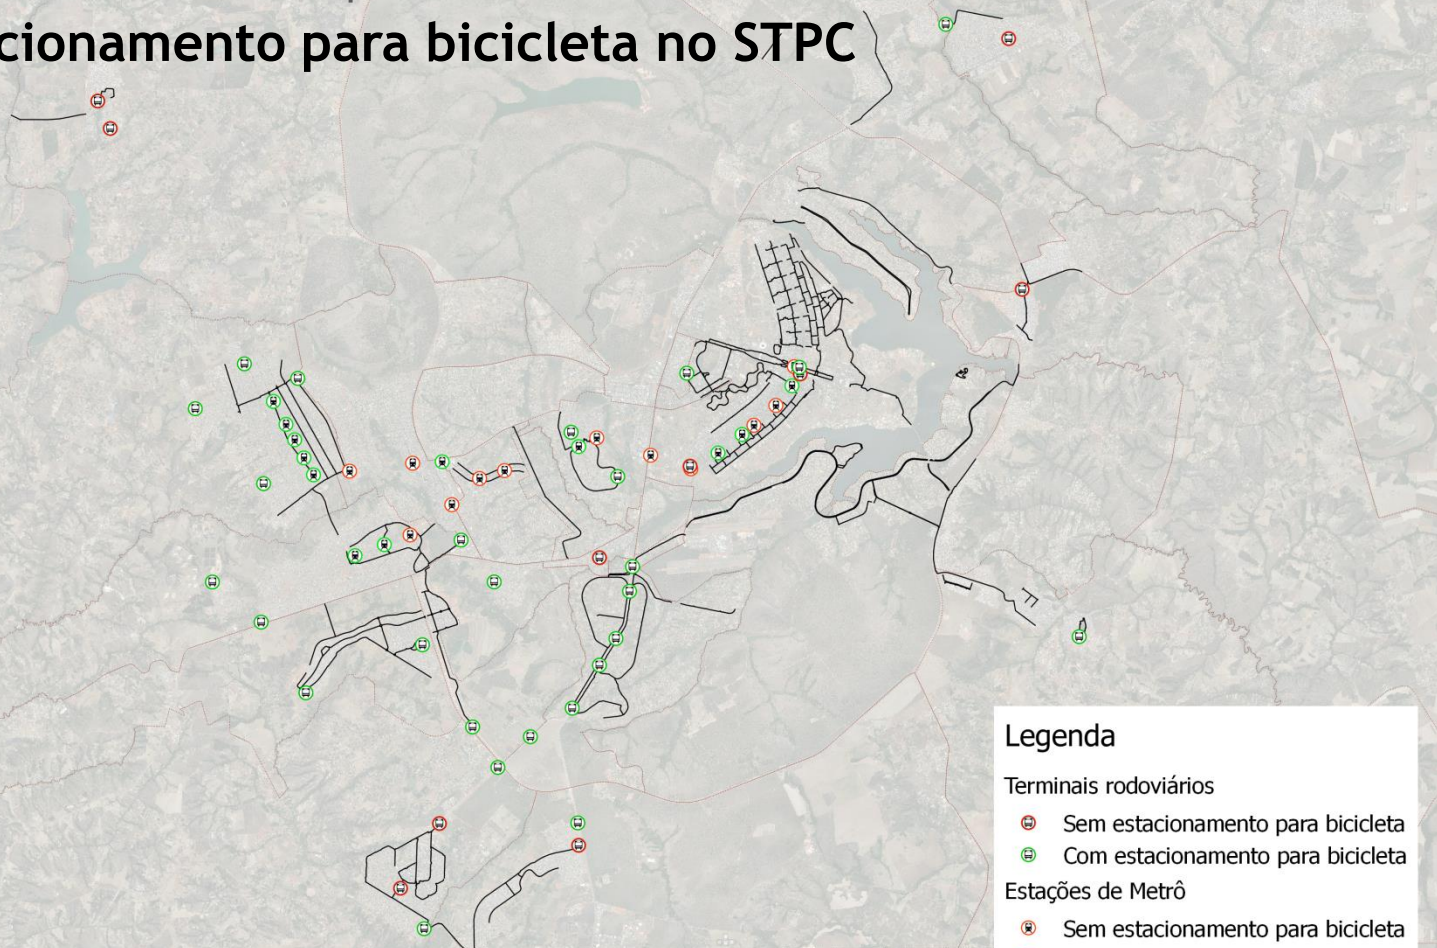 cionamento para bicicleta no STPC
Legenda
Terminais rodoviários
Sem estacionamento para bicicleta
Com estacionamento para bicicleta
Estações de Metrô
Sem estacionamento para bicicleta